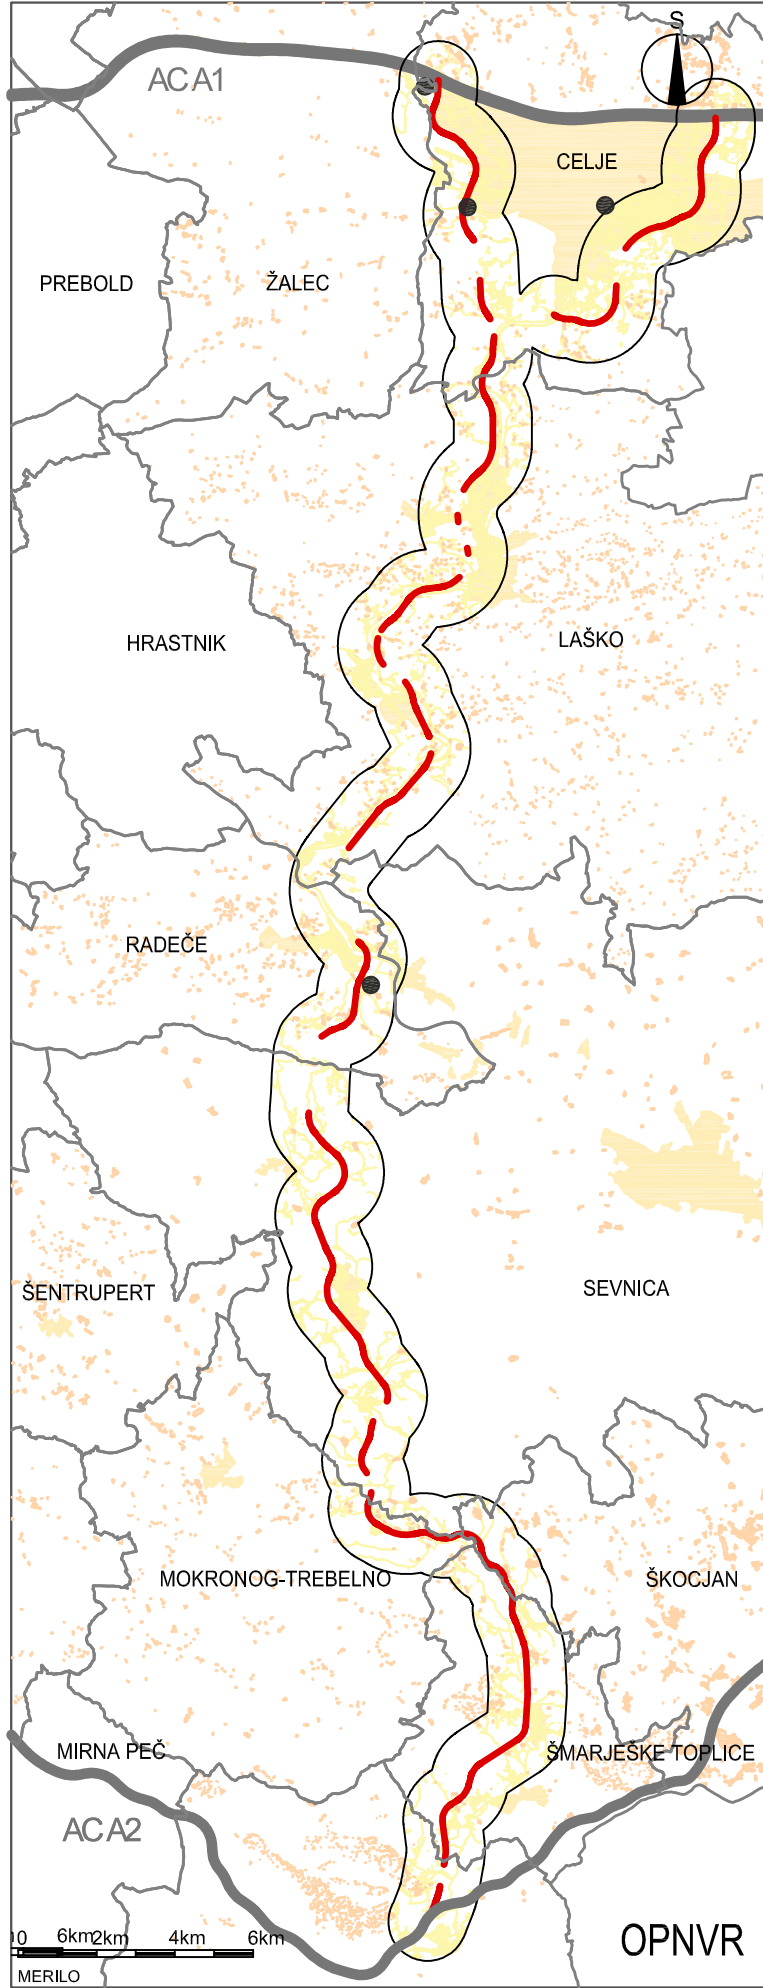 S
ACA1
CELJE
PREBOLD
ŽALEC
HRASTNIK
LAŠKO
RADEČE
ŠENTRUPERT
SEVNICA
MOKRONOG-TREBELNO
ŠKOCJAN
MIRNA PEČ
ŠMARJEŠKE TOPLICE
ACA2
0 6km 2km 4km 6km
OPNVR
MERILO